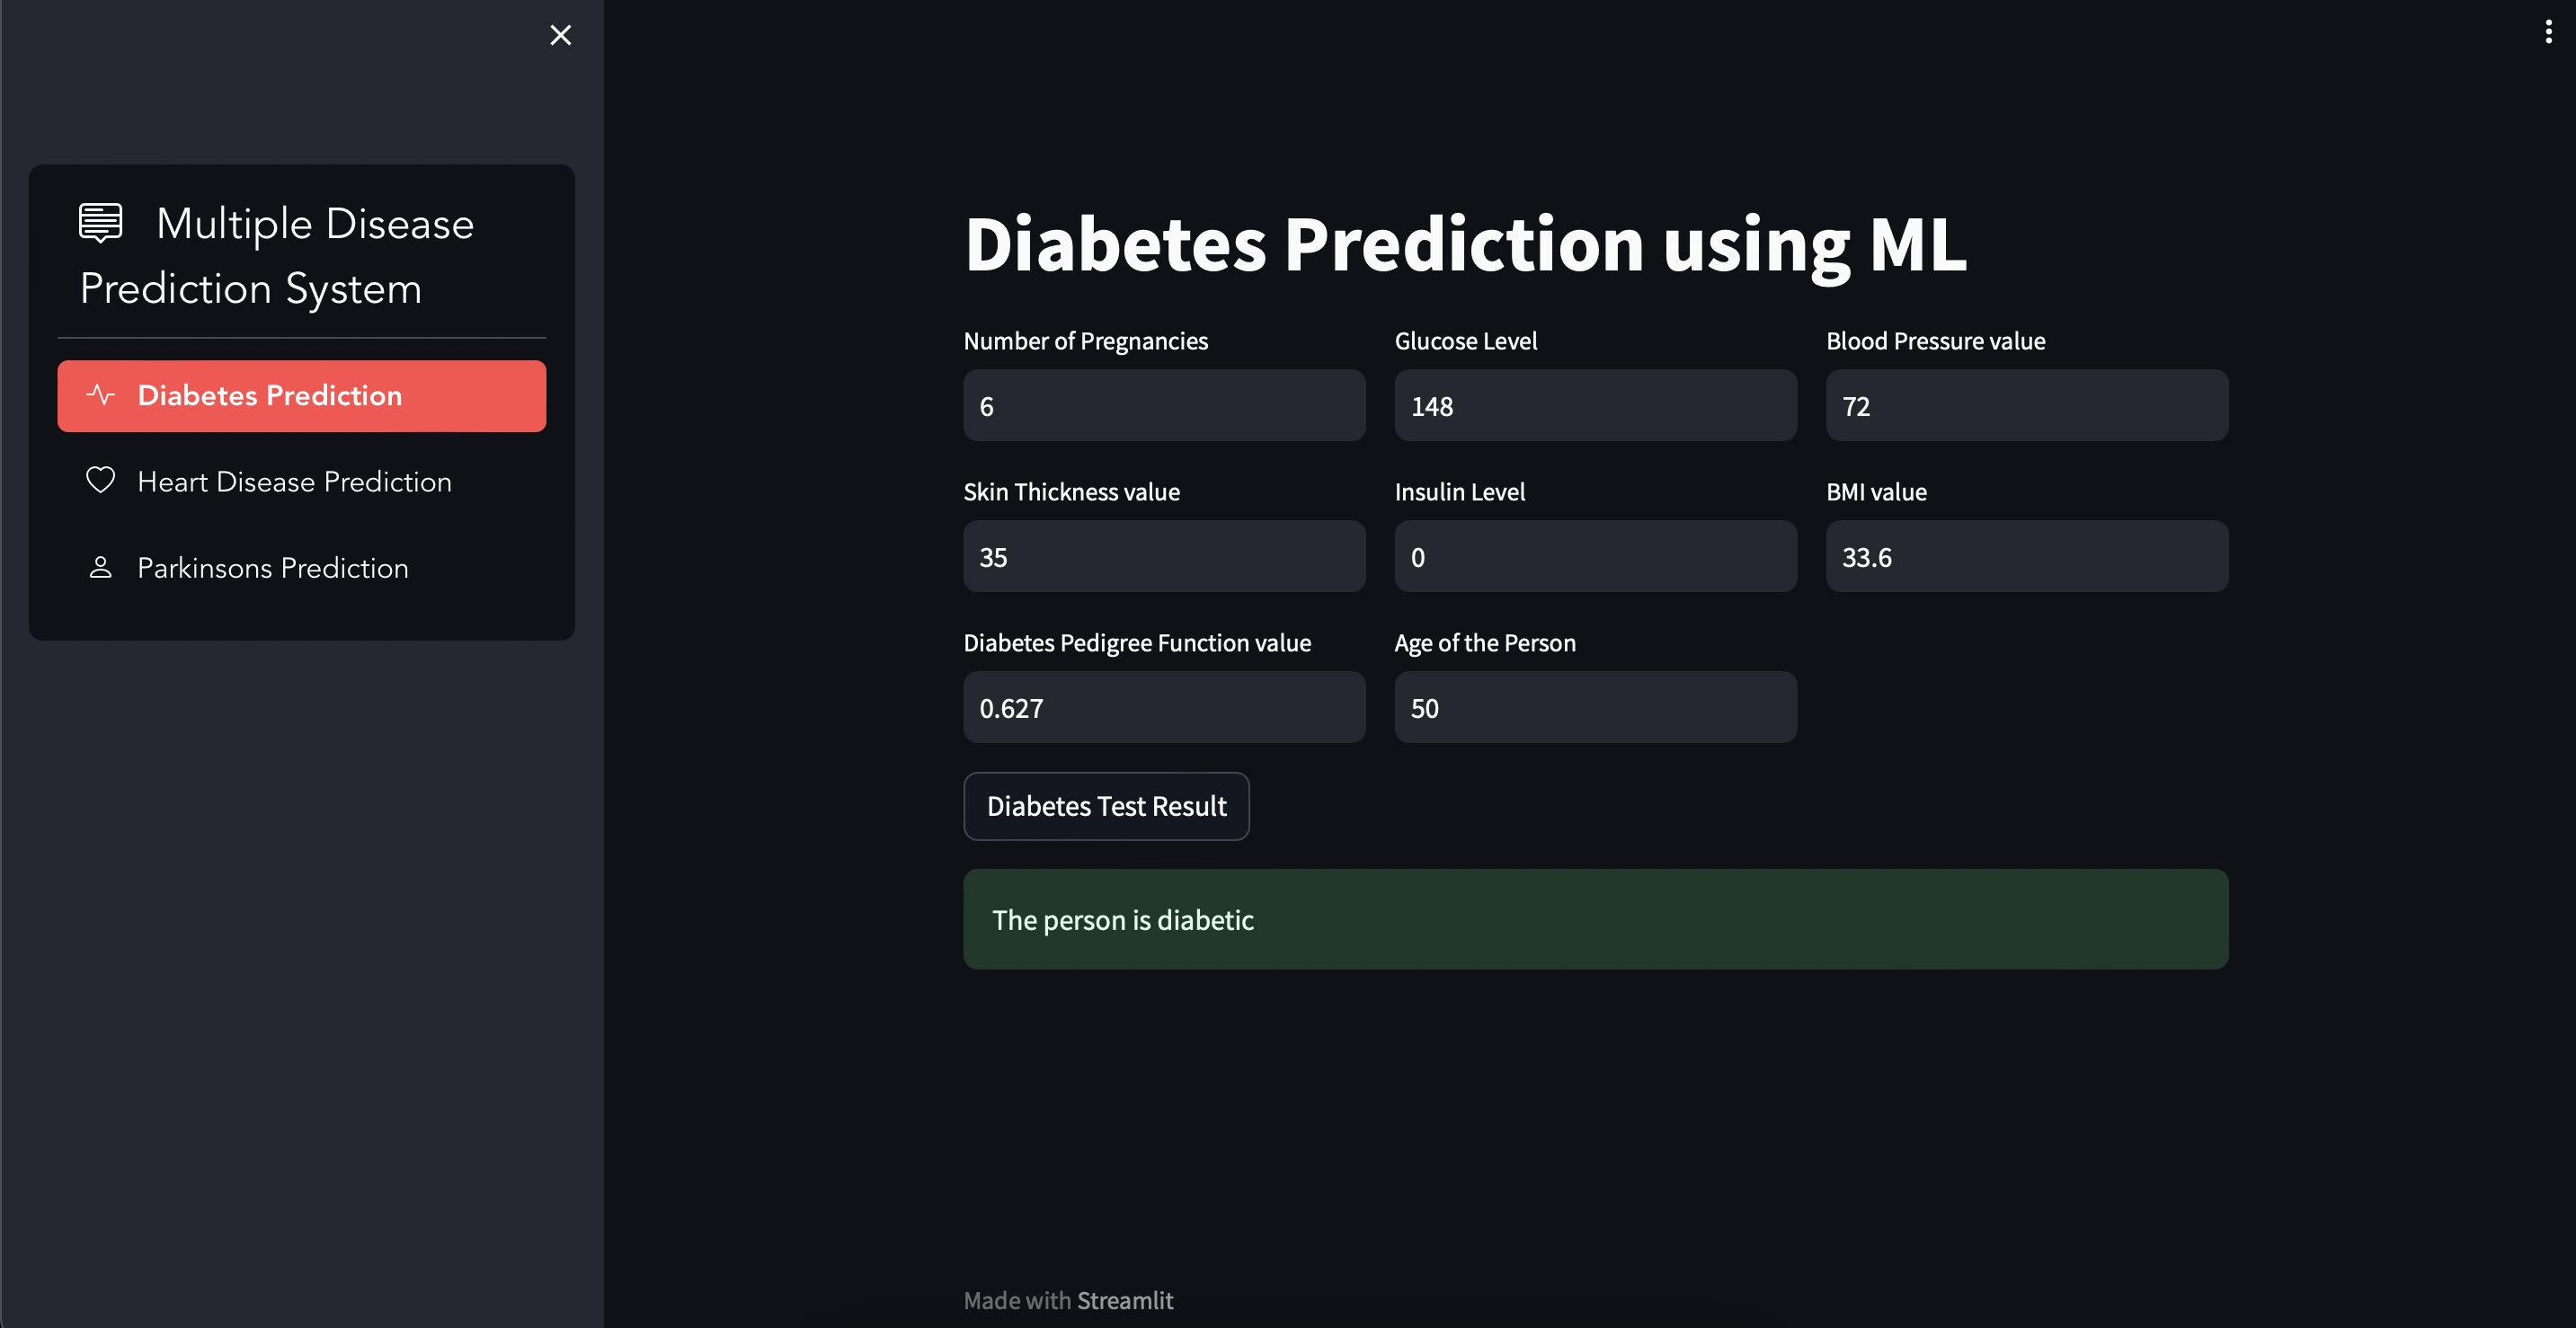 Multiple Disease
Prediction System
Diabetes Prediction
Heart Disease Prediction
Parkinsons Prediction
Diabetes Prediction using ML
Number of Pregnancies
Glucose Level
Blood Pressure value
6
148
72
Skin Thickness value
Insulin Level
BMI value
35
0
33.6
Diabetes Pedigree Function value
Age of the Person
0.627
50
Diabetes Test Result
The person is diabetic
Made with Streamlit